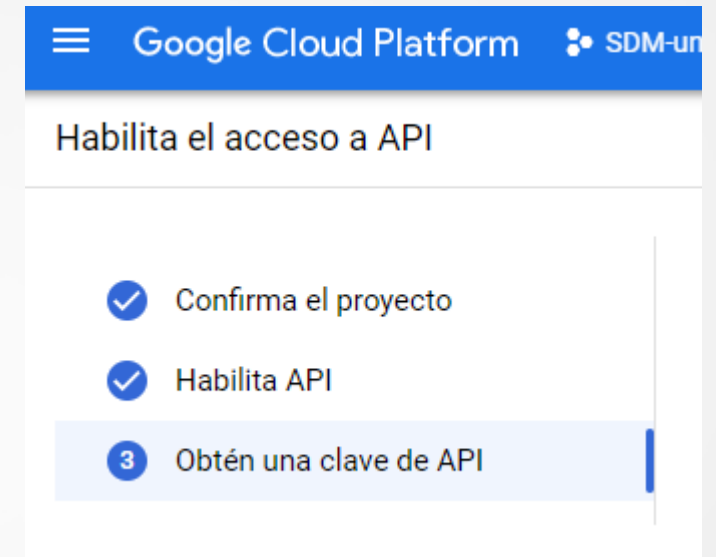 Google Cloud Platform SDM-un
Habilita el acceso a API
Confirma el proyecto
Habilita API
3 Obtén una clave de API